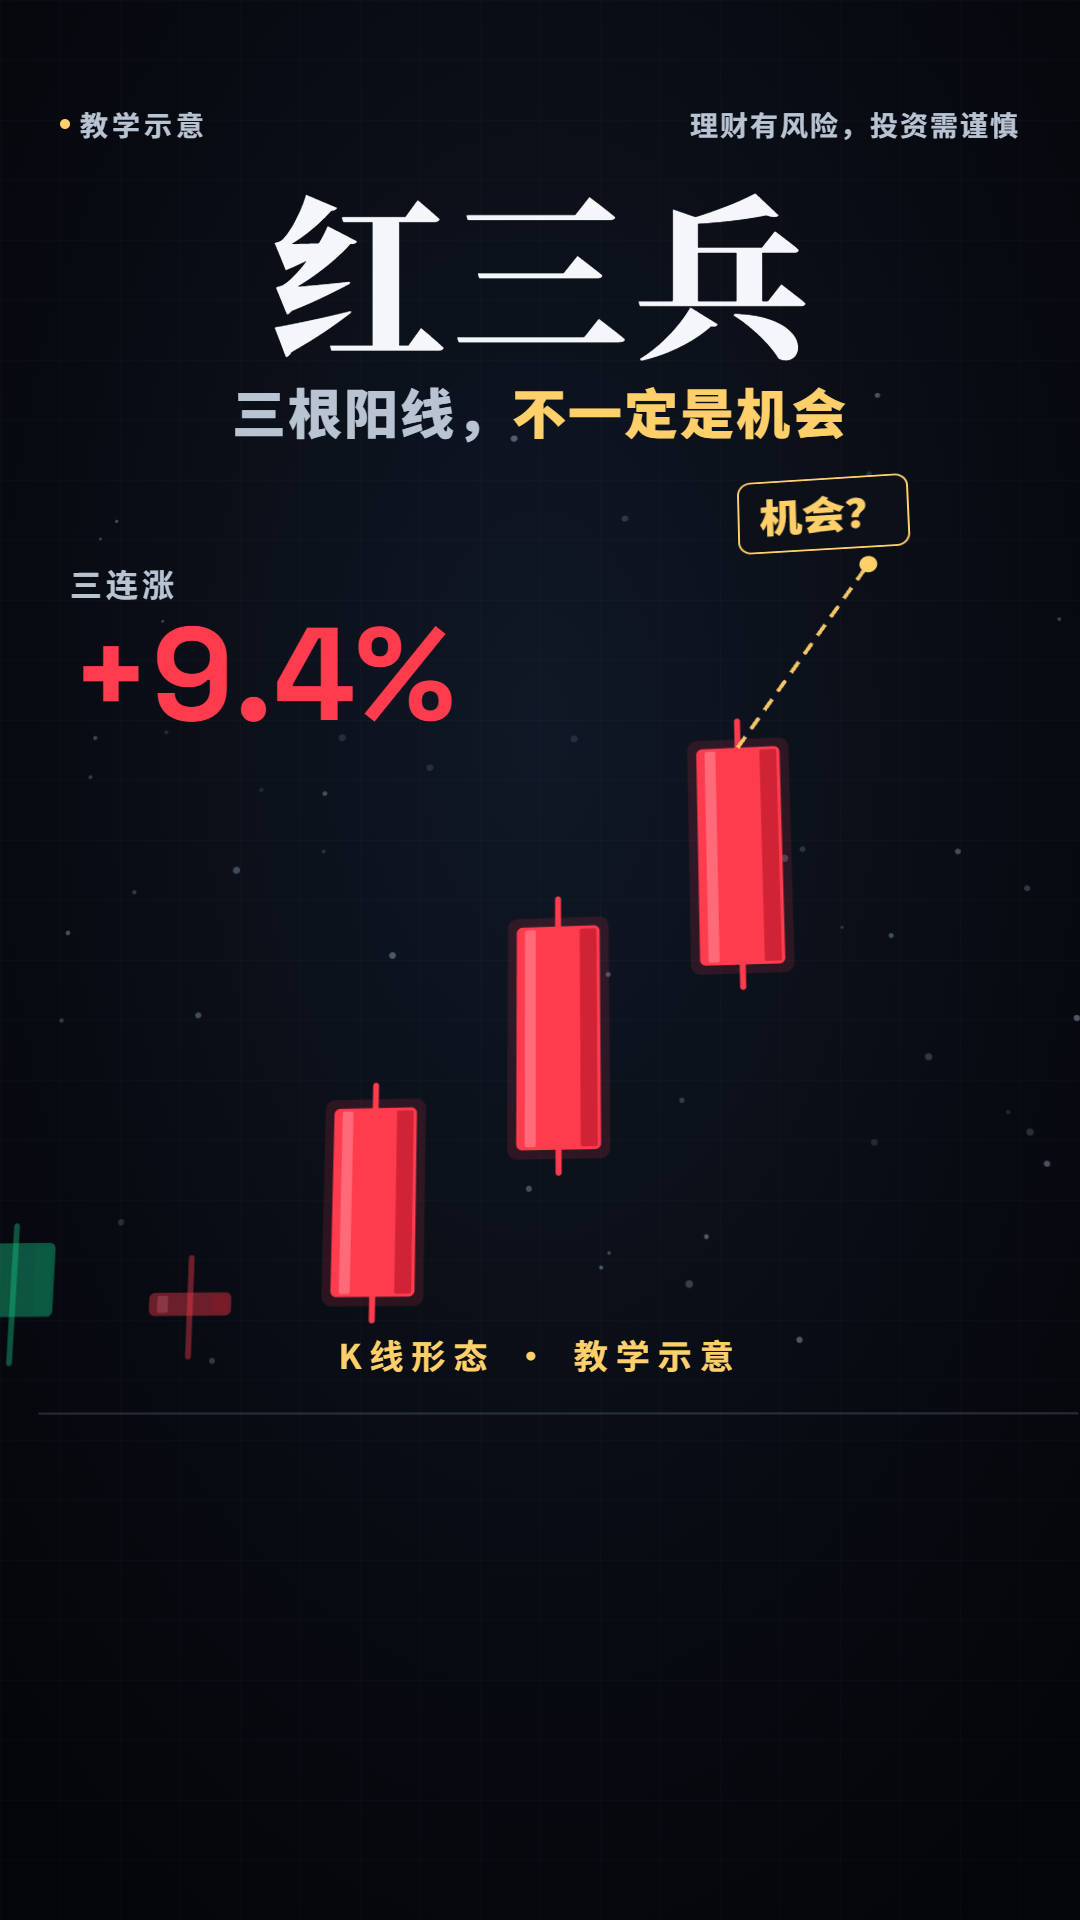 教学示意
理财有风险，投资需谨慎
红三兵
三根阳线，不一定是机会
机会？
三连涨
+9.4%
K线形态 · 教学示意